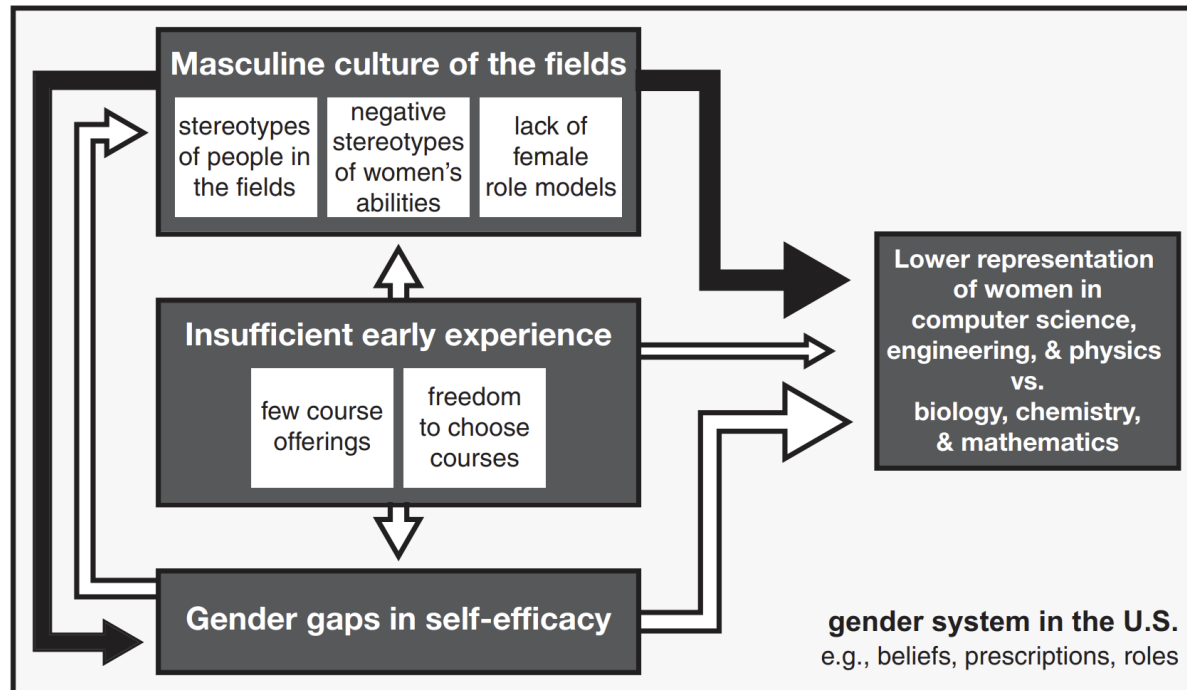 Masculine culture of the fields
stereotypes
of people in
the fields
negative
stereotypes
of women's
abilities
lack of
female
role models
Insufficient early experience
few course
offerings
freedom
to choose
courses
Gender gaps in self-efficacy
Lower representation
of women in
computer science,
engineering, & physics
vs.
biology, chemistry,
& mathematics
gender system in the U.S.
e.g., beliefs, prescriptions, roles